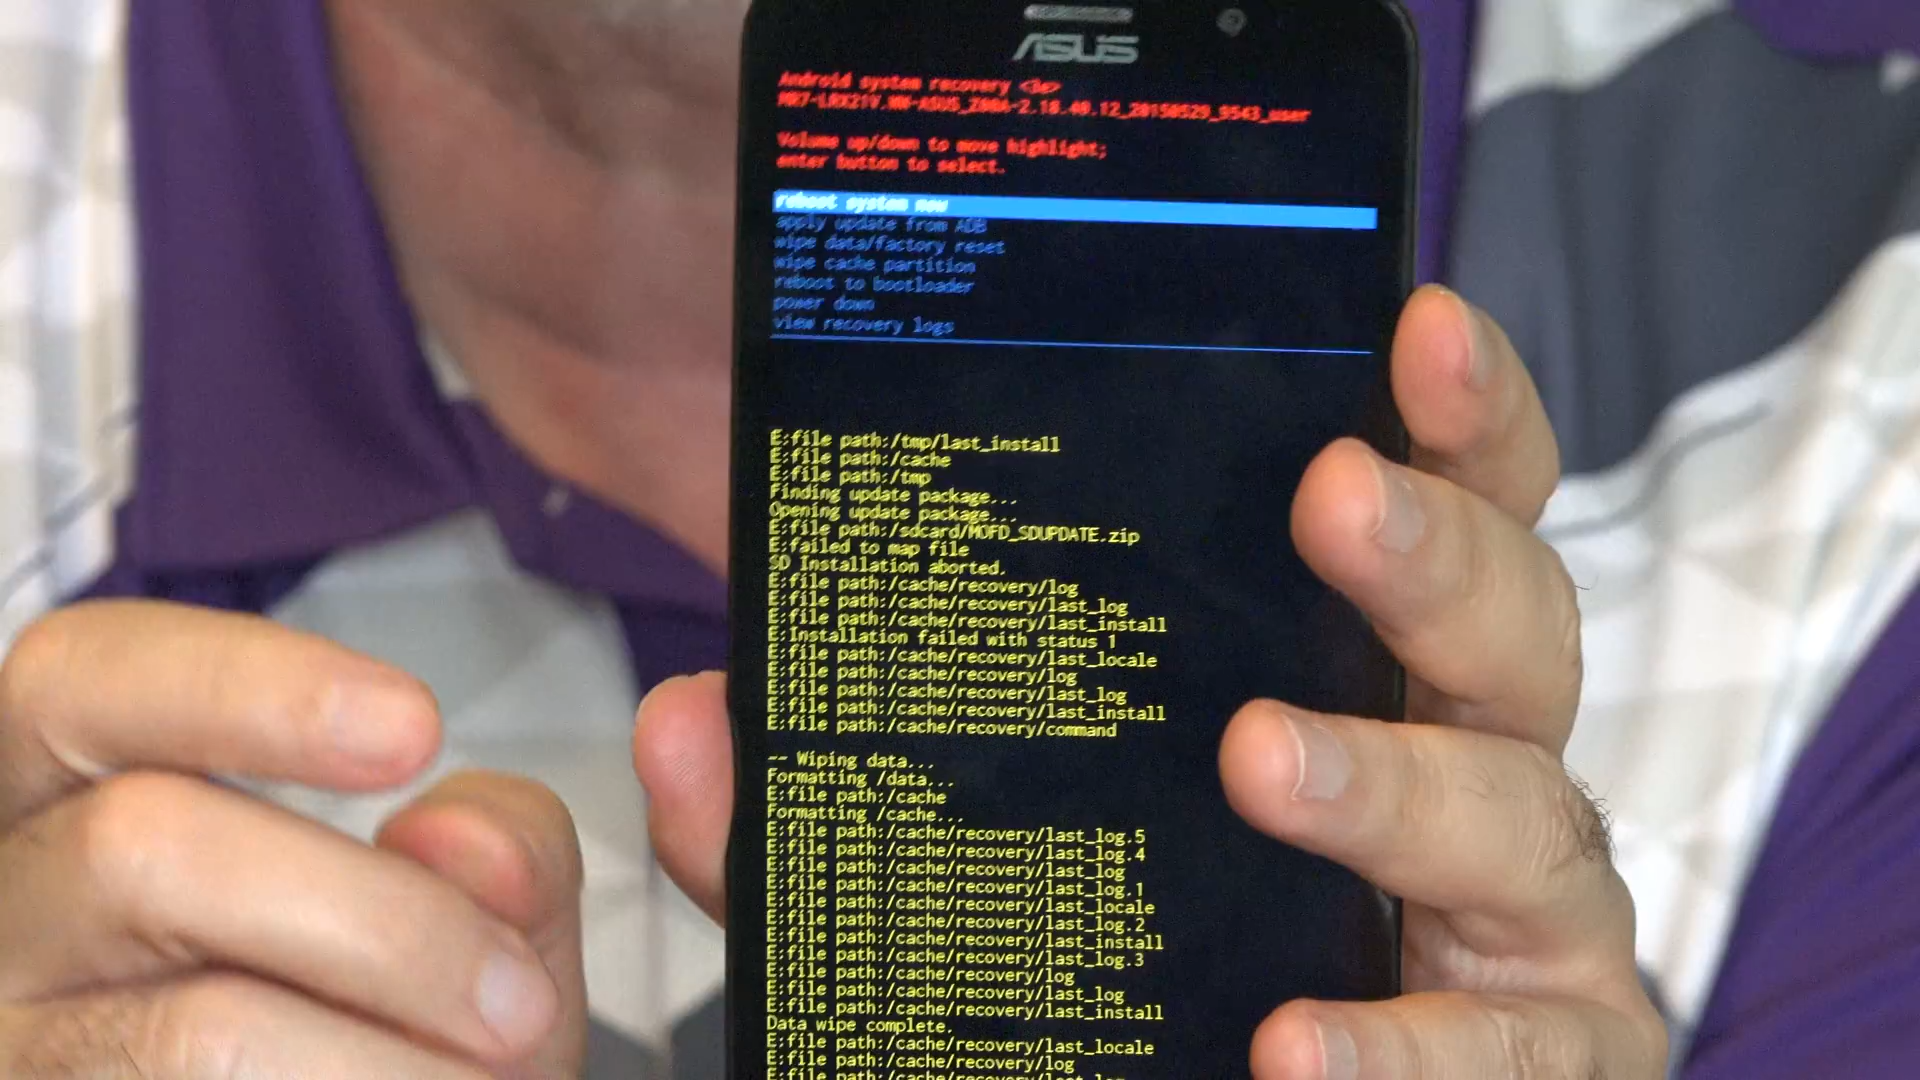 ASUS
Android system recovery <3e>
MR7-LRX21V.WW-ASUS_Z00A-2.18.40.12_20150529_9543_user
Volume up/down to move highlight;
enter button to select.
reboot system now
apply update from ADB
wipe data/factory reset
wipe cache partition
reboot to bootloader
power down
view recovery logs
E:file path:/tmp/last_install
E:file path:/cache
E:file path:/tmp
Finding update package...
Opening update package...
E:file path:/sdcard/MOFD_SDUPDATE.zip
E:failed to map file
SD Installation aborted.
E:file path:/cache/recovery/log
E:file path:/cache/recovery/last_log
E:file path:/cache/recovery/last_install
E:Installation failed with status 1
E:file path:/cache/recovery/last_locale
E:file path:/cache/recovery/log
E:file path:/cache/recovery/last_log
E:file path:/cache/recovery/last_install
E:file path:/cache/recovery/command
-- Wiping data...
Formatting /data...
E:file path:/cache
Formatting /cache...
E:file path:/cache/recovery/last_log.5
E:file path:/cache/recovery/last_log.4
E:file path:/cache/recovery/last_log
E:file path:/cache/recovery/last_log.1
E:file path:/cache/recovery/last_locale
E:file path:/cache/recovery/last_log.2
E:file path:/cache/recovery/last_install
E:file path:/cache/recovery/last_log.3
E:file path:/cache/recovery/log
E:file path:/cache/recovery/last_log
E:file path:/cache/recovery/last_install
Data wipe complete.
E:file path:/cache/recovery/last_locale
E:file path:/cache/recovery/log